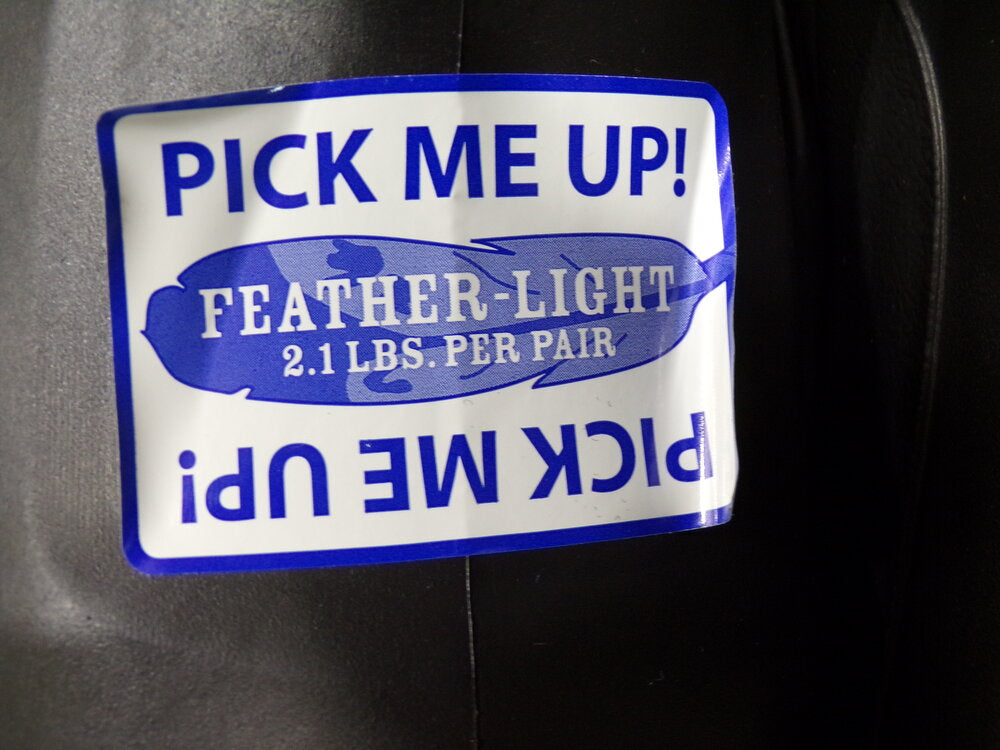 PICK ME UP!
FEATHER-LIGHT
2.1 LBS. PER PAIR
PICK ME UP!